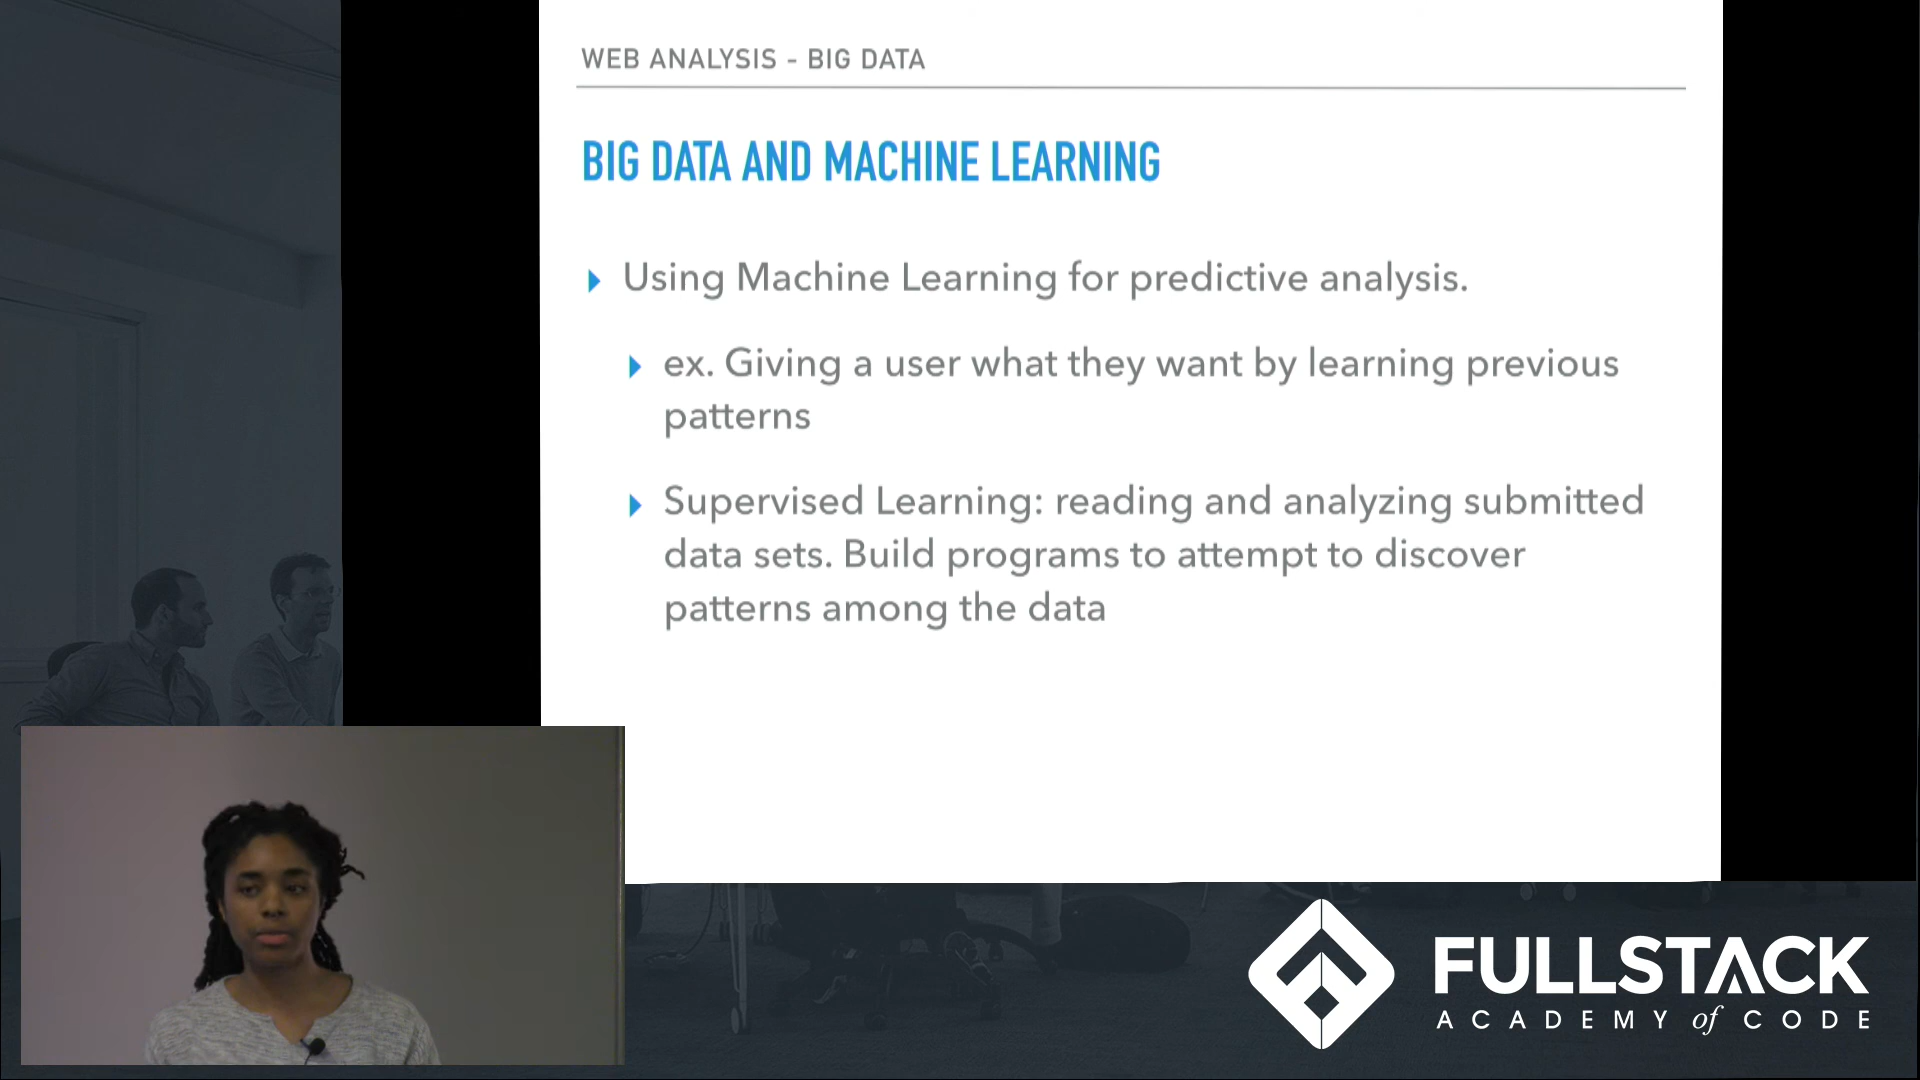 WEB ANALYSIS - BIG DATA
BIG DATA AND MACHINE LEARNING
Using Machine Learning for predictive analysis.
ex. Giving a user what they want by learning previous
patterns
Supervised Learning: reading and analyzing submitted
data sets. Build programs to attempt to discover
patterns among the data
FULLSTACK
ACADEMY of CODE